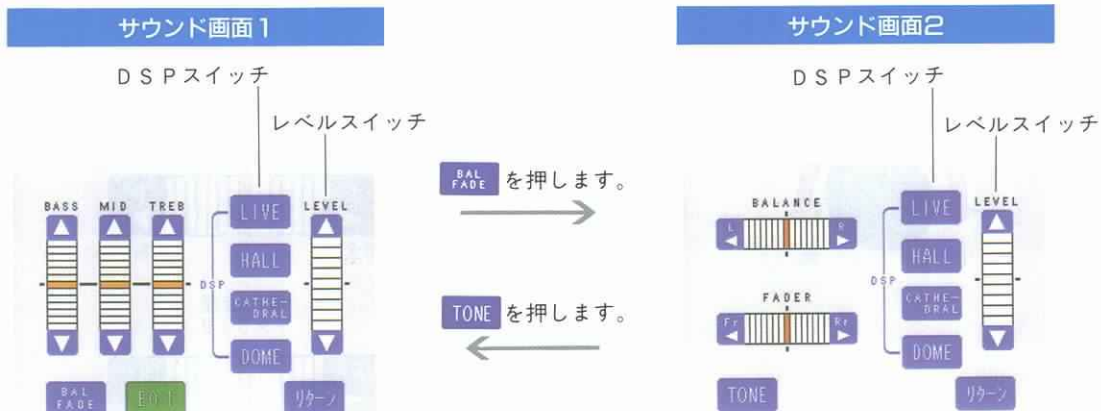 サウンド画面1
DSPスイッチ
レベルスイッチ
BASS MID TREB
LEVEL
LIVE
HALL
DSP
CATHE-
DRAL
DOME
BAL
FADE
リターン
BAL
FADE を押します。
TONE を押します。
サウンド画面2
DSPスイッチ
レベルスイッチ
BALANCE
L R
FADER
Fr Rr
LEVEL
LIVE
HALL
DSP
CATHE-
DRAL
DOME
TONE
リターン